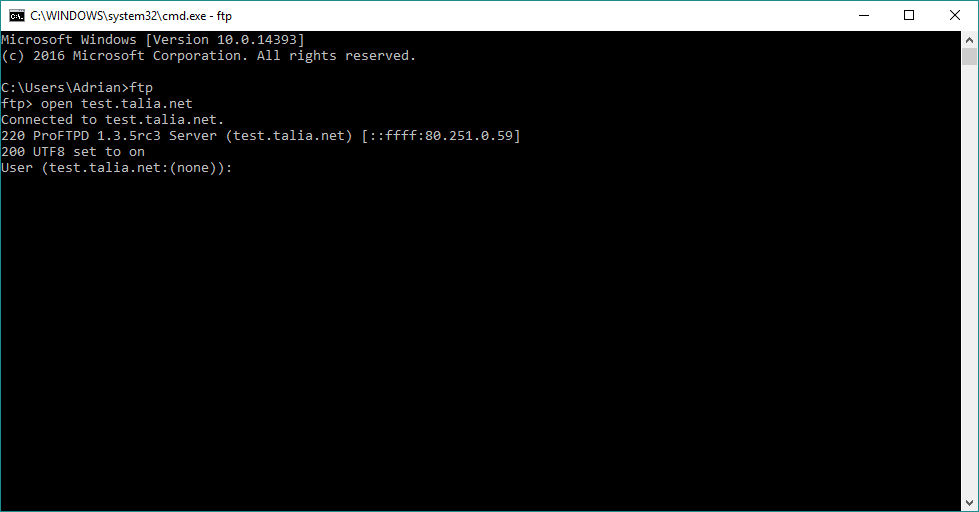 C:\WINDOWS\system32\cmd.exe - ftp
Microsoft Windows [Version 10.0.14393]
(c) 2016 Microsoft Corporation. All rights reserved.
C:\Users\Adrian>ftp
ftp> open test.talia.net
Connected to test.talia.net.
220 ProFTPD 1.3.5rc3 Server (test.talia.net) [::ffff:80.251.0.59]
200 UTF8 set to on
User (test.talia.net:(none)):